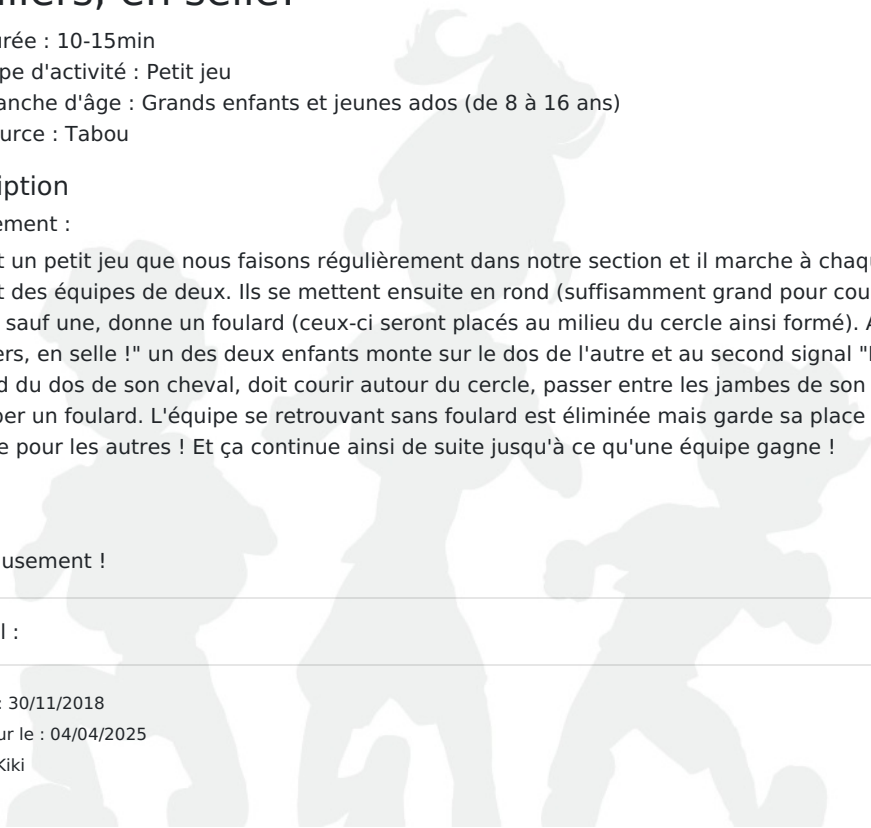 liers, en selle!
urée : 10-15min
pe d'activité : Petit jeu
anche d'âge : Grands enfants et jeunes ados (de 8 à 16 ans)
urce : Tabou
iption
ement :
t un petit jeu que nous faisons régulièrement dans notre section et il marche à chaqu
t des équipes de deux. Ils se mettent ensuite en rond (suffisamment grand pour cou
sauf une, donne un foulard (ceux-ci seront placés au milieu du cercle ainsi formé). A
ers, en selle !" un des deux enfants monte sur le dos de l'autre et au second signal "
d du dos de son cheval, doit courir autour du cercle, passer entre les jambes de son
per un foulard. L'équipe se retrouvant sans foulard est éliminée mais garde sa place
e pour les autres ! Et ça continue ainsi de suite jusqu'à ce qu'une équipe gagne !
usement !
l :
: 30/11/2018
ur le : 04/04/2025
Kiki